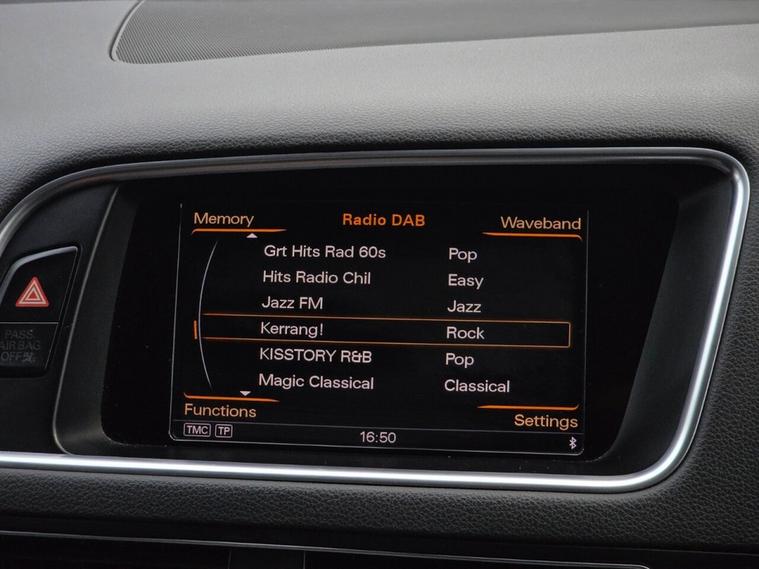 Memory Radio DAB Waveband
Grt Hits Rad 60s Pop
Hits Radio Chil Easy
Jazz FM Jazz
Kerrang! Rock
KISSTORY R&B Pop
Magic Classical Classical
Functions Settings
TMC TP 16:50
PASS
AIR BAG
OFF